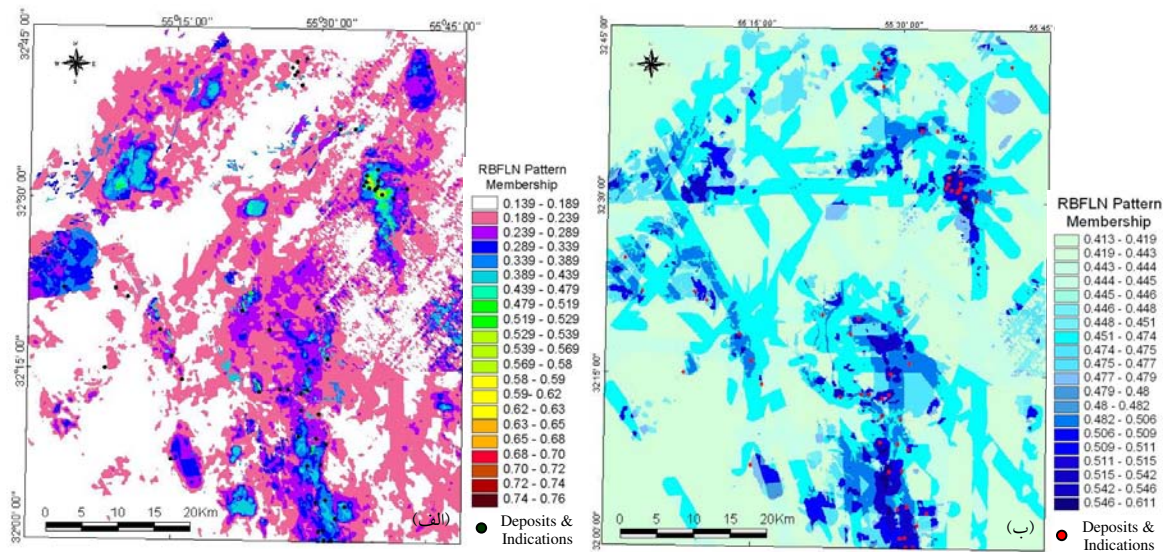 55 15' 00"
55 30' 00"
55 45' 00"
32 45' 00"
32 30' 00"
32 15' 00"
32 00' 00"
RBFLN Pattern
Membership
0.139 - 0.189
0.189 - 0.239
0.239 - 0.289
0.289 - 0.339
0.339 - 0.389
0.389 - 0.439
0.439 - 0.479
0.479 - 0.519
0.519 - 0.529
0.529 - 0.539
0.539 - 0.569
0.569 - 0.58
0.58 - 0.59
0.59- 0.62
0.62 - 0.63
0.63 - 0.65
0.65 - 0.68
0.68 - 0.70
0.70 - 0.72
0.72 - 0.74
0.74 - 0.76
Deposits &
Indications
0 5 10 15 20Km
(الف)
55 15' 00"
55 30' 00"
55 45'
32 45' 00"
32 30' 00"
32 15' 00"
32 00' 00"
RBFLN Pattern
Membership
0.413 - 0.419
0.419 - 0.443
0.443 - 0.444
0.444 - 0.445
0.445 - 0.446
0.446 - 0.448
0.448 - 0.451
0.451 - 0.474
0.474 - 0.475
0.475 - 0.477
0.477 - 0.479
0.479 - 0.48
0.48 - 0.482
0.482 - 0.506
0.506 - 0.509
0.509 - 0.511
0.511 - 0.515
0.515 - 0.542
0.542 - 0.546
0.546 - 0.611
Deposits &
Indications
0 5 10 15 20Km
(ب)